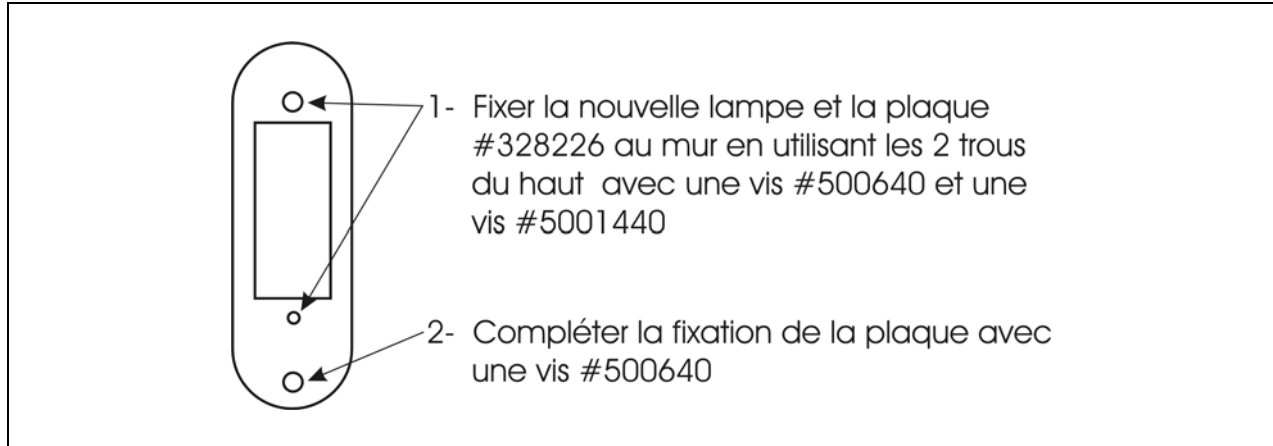 1- Fixer la nouvelle lampe et la plaque
#328226 au mur en utilisant les 2 trous
du haut avec une vis #500640 et une
vis #5001440
2- Compléter la fixation de la plaque avec
une vis #500640